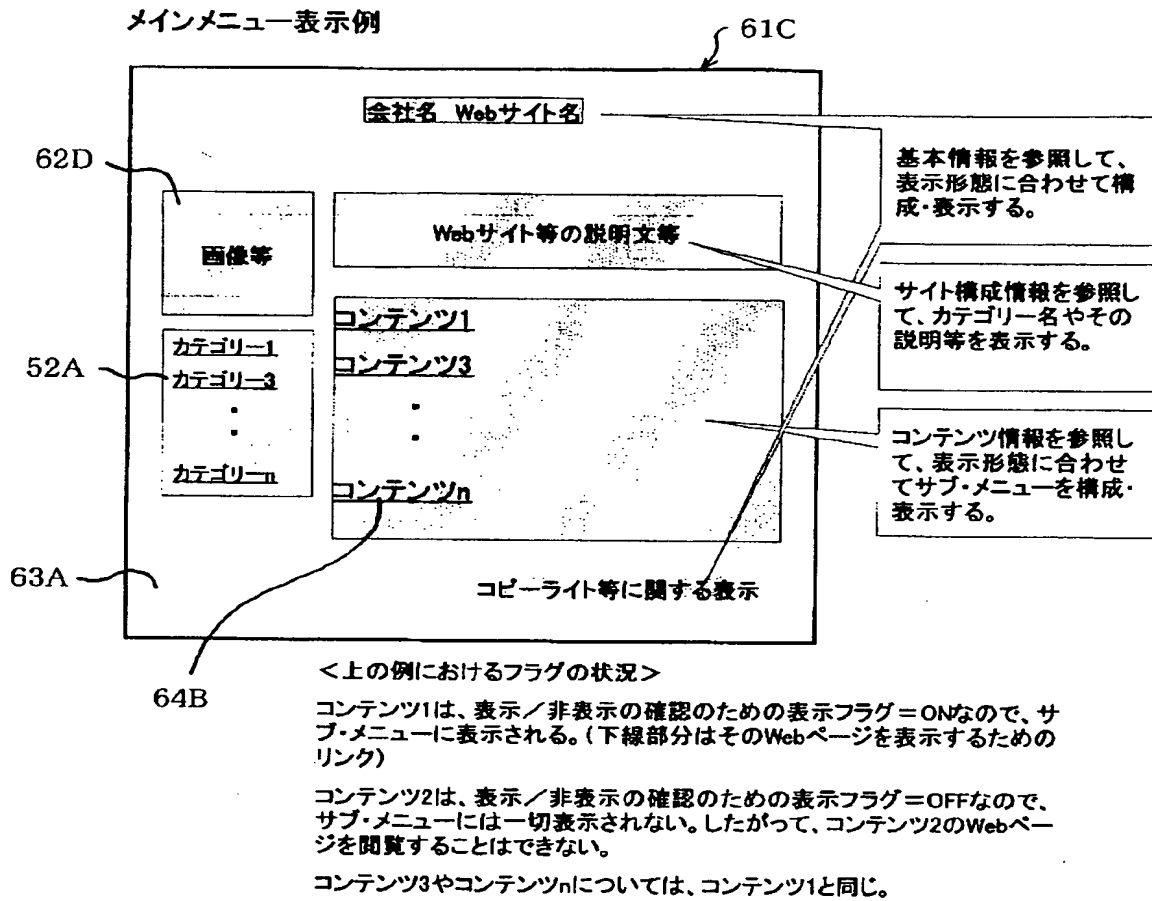 メインメニュー表示例
61C
会社名 Webサイト名
62D
基本情報を参照して、
表示形態に合わせて構
成・表示する。
画像等
Webサイト等の説明文等
サイト構成情報を参照し
て、カテゴリー名やその
説明等を表示する。
52A
カテゴリー1
カテゴリー3
・
・
カテゴリーn
コンテンツ1
コンテンツ3
・
・
コンテンツn
コンテンツ情報を参照し
て、表示形態に合わせ
てサブ・メニューを構成・
表示する。
63A
コピーライト等に関する表示
64B
＜上の例におけるフラグの状況＞
コンテンツ1は、表示／非表示の確認のための表示フラグ＝ONなので、サ
ブ・メニューに表示される。（下線部分はそのWebページを表示するための
リンク）
コンテンツ2は、表示／非表示の確認のための表示フラグ＝OFFなので、
サブ・メニューには一切表示されない。したがって、コンテンツ2のWebペー
ジを閲覧することはできない。
コンテンツ3やコンテンツnについては、コンテンツ1と同じ。